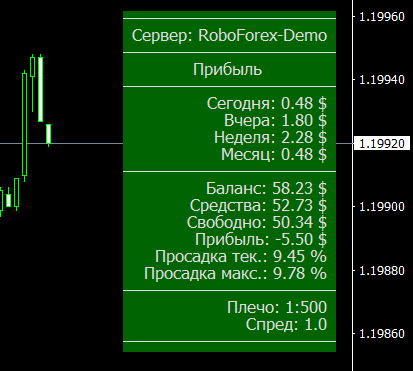 Сервер: RoboForex-Demo
Прибыль
Сегодня: 0.48 $
Вчера: 1.80 $
Неделя: 2.28 $
Месяц: 0.48 $
Баланс: 58.23 $
Средства: 52.73 $
Свободно: 50.34 $
Прибыль: -5.50 $
Просадка тек.: 9.45 %
Просадка макс.: 9.78 %
Плечо: 1:500
Спред: 1.0
1.19960
1.19940
1.19920
1.19900
1.19880
1.19860